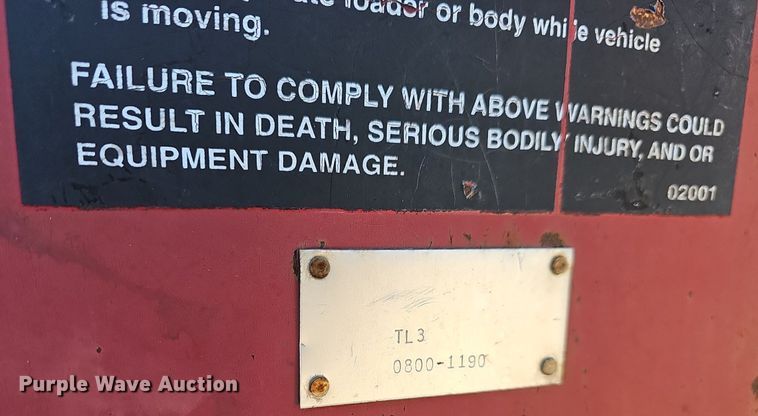 loader or body while vehicle
is moving.
FAILURE TO COMPLY WITH ABOVE WARNINGS COULD
RESULT IN DEATH, SERIOUS BODILY INJURY, AND OR
EQUIPMENT DAMAGE.
02001
TL3
0800-1190
Purple Wave Auction